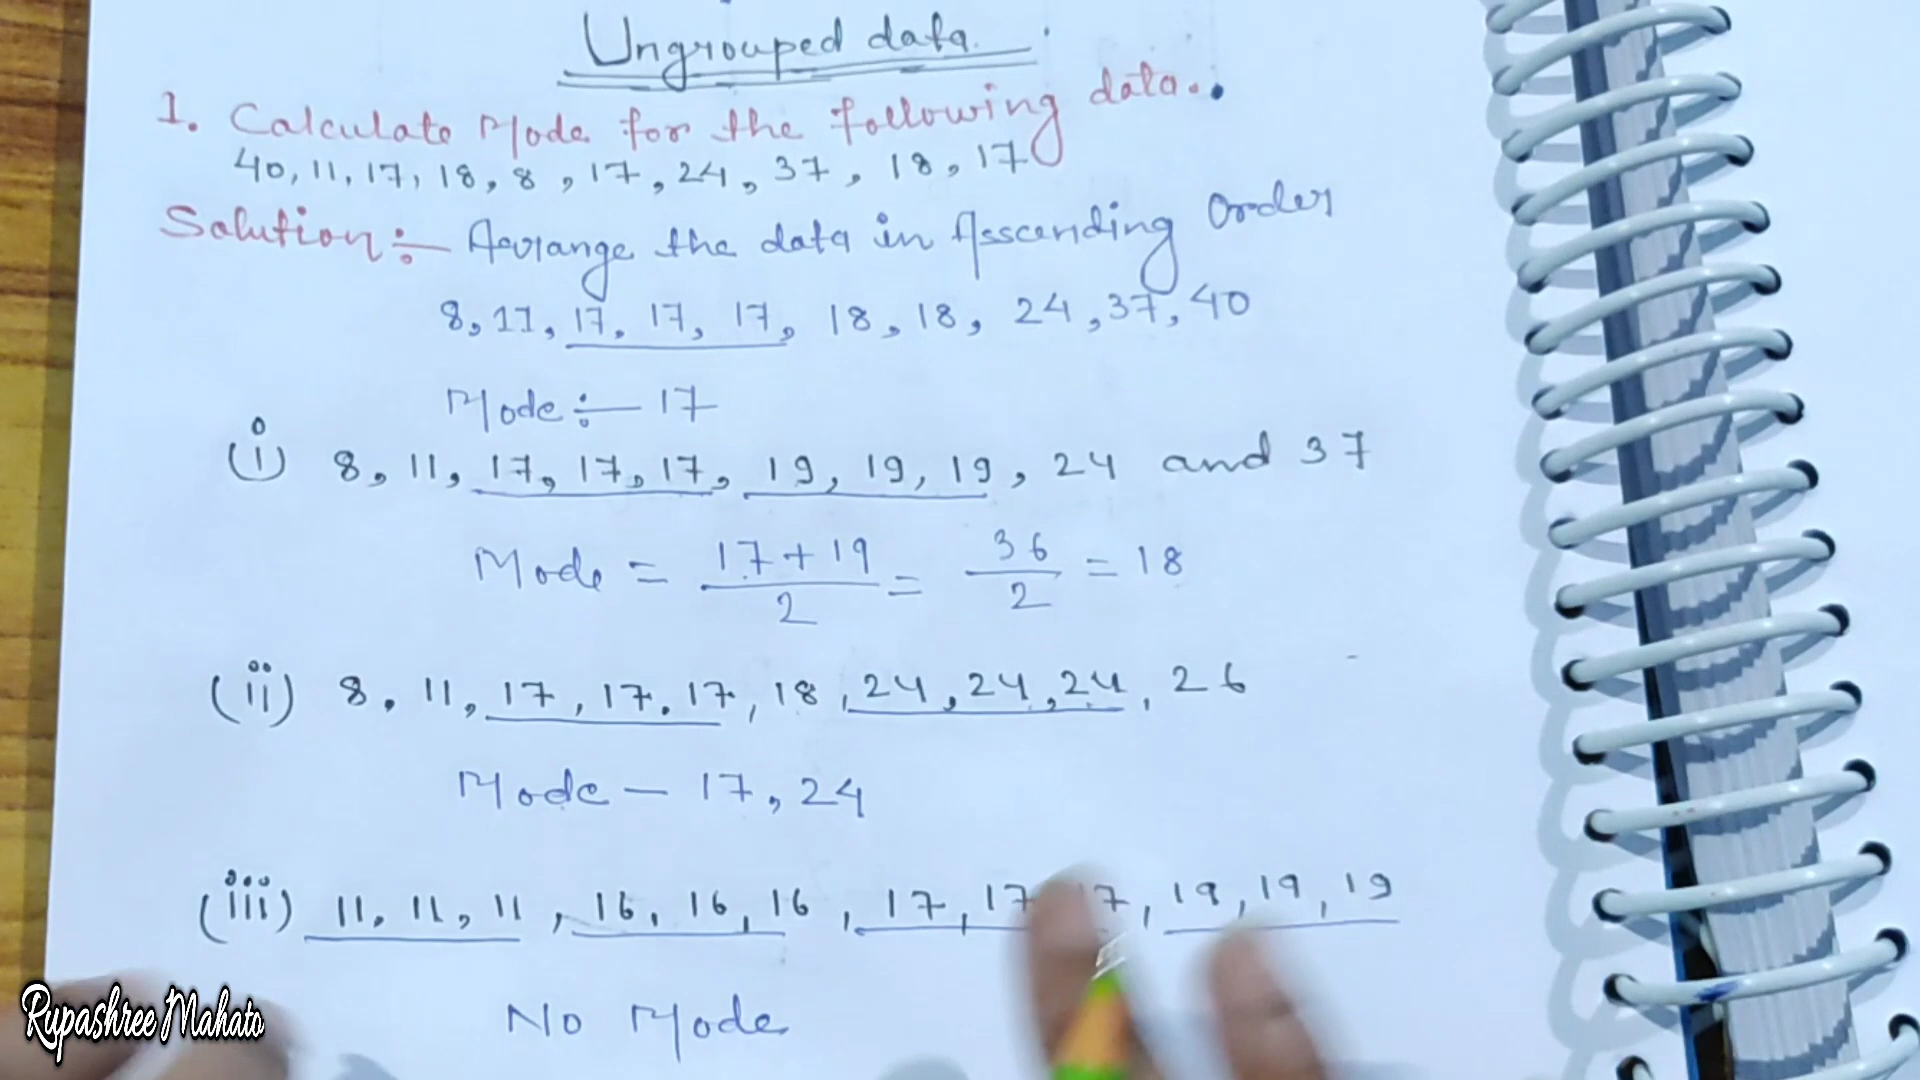 Ungrouped data.
1. Calculate Mode for the following data..
40, 11, 17, 18, 8, 17, 24, 37, 18, 17
Solution:- Arrange the data in Asscending Order
8, 11, 17, 17, 17, 18, 18, 24, 37, 40
Mode:- 17
(i) 8, 11, 17, 17, 17, 19, 19, 19, 24 and 37
Mode = 17+19/2 = 36/2 = 18
(ii) 8, 11, 17, 17. 17, 18, 24, 24, 24, 26
Mode - 17, 24
(iii) 11, 11, 11, 16, 16, 16, 17, 17, 17, 19, 19, 19
No Mode
Rupashree Mahato